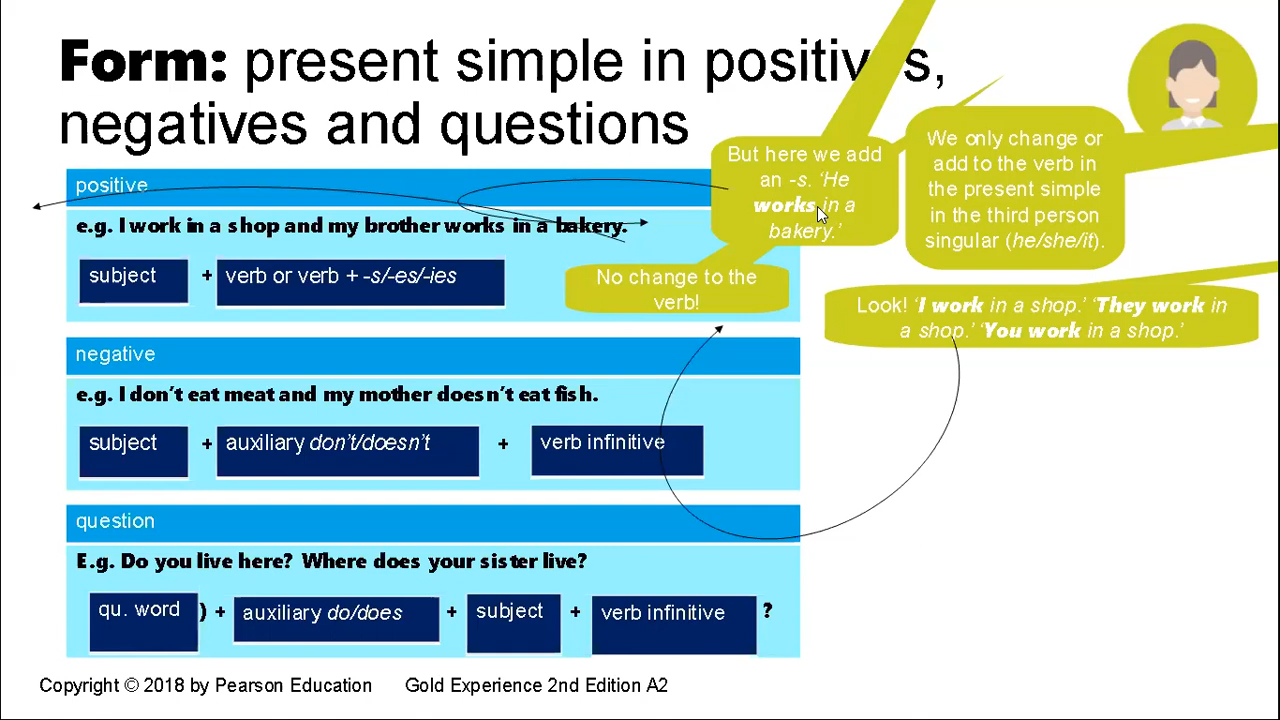 Form: present simple in positives,
negatives and questions
positive
e.g. I work in a shop and my brother works in a bakery.
subject + verb or verb + -s/-es/-ies
But here we add
an -s. ‘He
works in a
bakery.’
We only change or
add to the verb in
the present simple
in the third person
singular (he/she/it).
No change to the
verb!
Look! ‘I work in a shop.’ ‘They work in
a shop.’ ‘You work in a shop.’
negative
e.g. I don’t eat meat and my mother doesn’t eat fish.
subject + auxiliary don’t/doesn’t + verb infinitive
question
E.g. Do you live here? Where does your sister live?
qu. word ) + auxiliary do/does + subject + verb infinitive ?
Copyright © 2018 by Pearson Education Gold Experience 2nd Edition A2